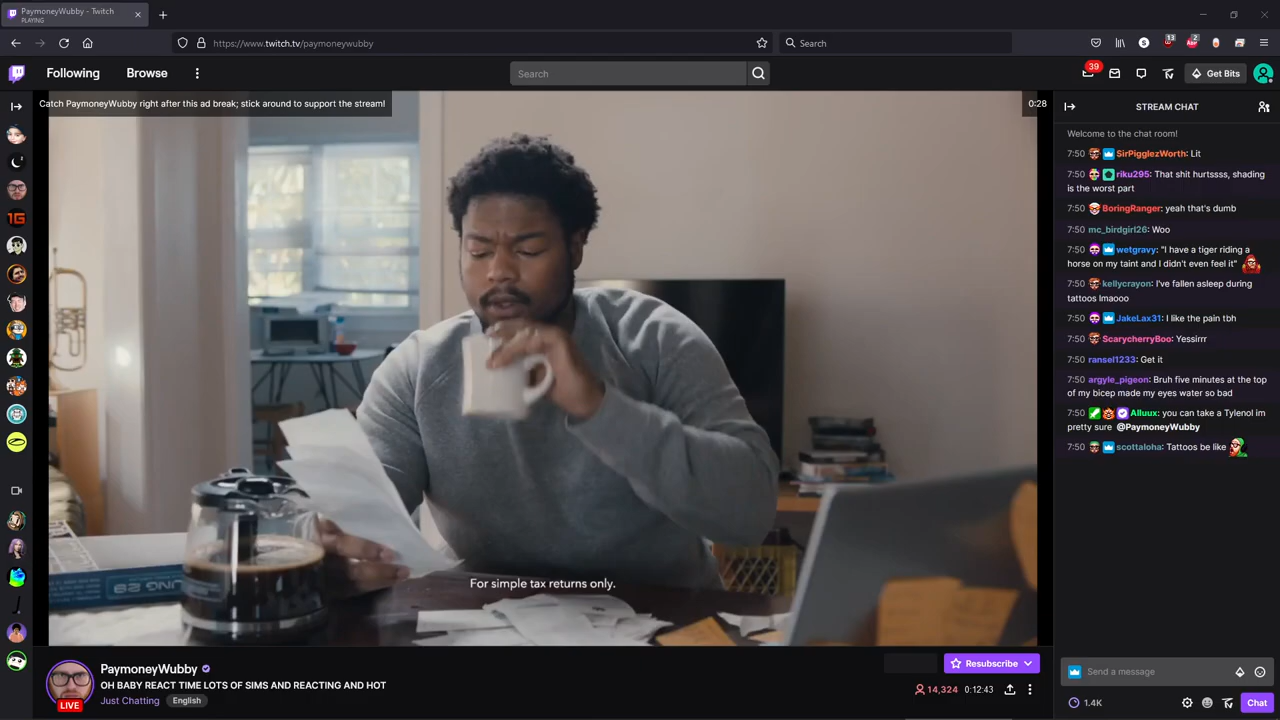 PaymoneyWubby - Twitch
PLAYING
https://www.twitch.tv/paymoneywubby
Search
13
2
Following
Browse
Search
39
Get Bits
Catch PaymoneyWubby right after this ad break; stick around to support the stream!
0:28
STREAM CHAT
Welcome to the chat room!
7:50 SirPigglezWorth: Lit
7:50 riku295: That shit hurtssss, shading
is the worst part
7:50 BoringRanger: yeah that's dumb
7:50 mc_birdgirl26: Woo
7:50 wetgravy: "I have a tiger riding a
horse on my taint and I didn't even feel it"
7:50 kellycrayon: I've fallen asleep during
tattoos lmaooo
7:50 JakeLax31: I like the pain tbh
7:50 ScarycherryBoo: Yessirrr
7:50 ransel1233: Get it
7:50 argyle_pigeon: Bruh five minutes at the top
of my bicep made my eyes water so bad
7:50 Alluux: you can take a Tylenol im
pretty sure @PaymoneyWubby
7:50 scottaloha: Tattoos be like
For simple tax returns only.
PaymoneyWubby
OH BABY REACT TIME LOTS OF SIMS AND REACTING AND HOT
Just Chatting English
LIVE
Resubscribe
14,324 0:12:43
Send a message
1.4K
Chat